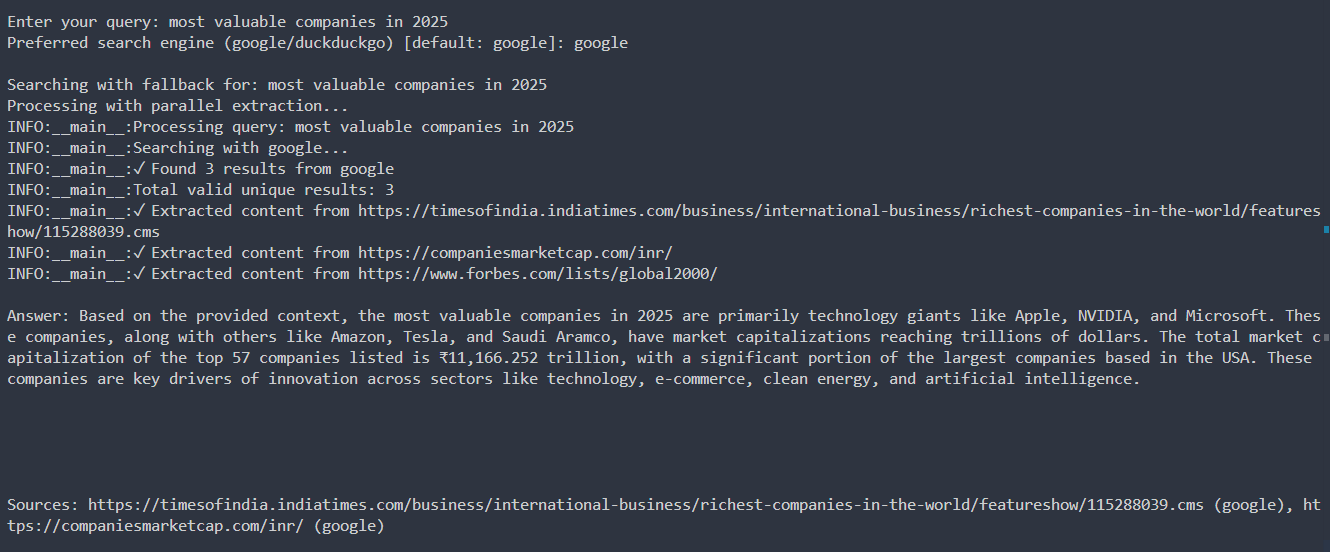 Enter your query: most valuable companies in 2025
Preferred search engine (google/duckduckgo) [default: google]: google
Searching with fallback for: most valuable companies in 2025
Processing with parallel extraction...
INFO:__main__:Processing query: most valuable companies in 2025
INFO:__main__:Searching with google...
INFO:__main__:✓ Found 3 results from google
INFO:__main__:Total valid unique results: 3
INFO:__main__:✓ Extracted content from https://timesofindia.indiatimes.com/business/international-business/richest-companies-in-the-world/features
how/115288039.cms
INFO:__main__:✓ Extracted content from https://companiesmarketcap.com/inr/
INFO:__main__:✓ Extracted content from https://www.forbes.com/lists/global2000/
Answer: Based on the provided context, the most valuable companies in 2025 are primarily technology giants like Apple, NVIDIA, and Microsoft. Thes
e companies, along with others like Amazon, Tesla, and Saudi Aramco, have market capitalizations reaching trillions of dollars. The total market c
apitalization of the top 57 companies listed is ₹11,166.252 trillion, with a significant portion of the largest companies based in the USA. These
companies are key drivers of innovation across sectors like technology, e-commerce, clean energy, and artificial intelligence.
Sources: https://timesofindia.indiatimes.com/business/international-business/richest-companies-in-the-world/featureshow/115288039.cms (google), ht
tps://companiesmarketcap.com/inr/ (google)